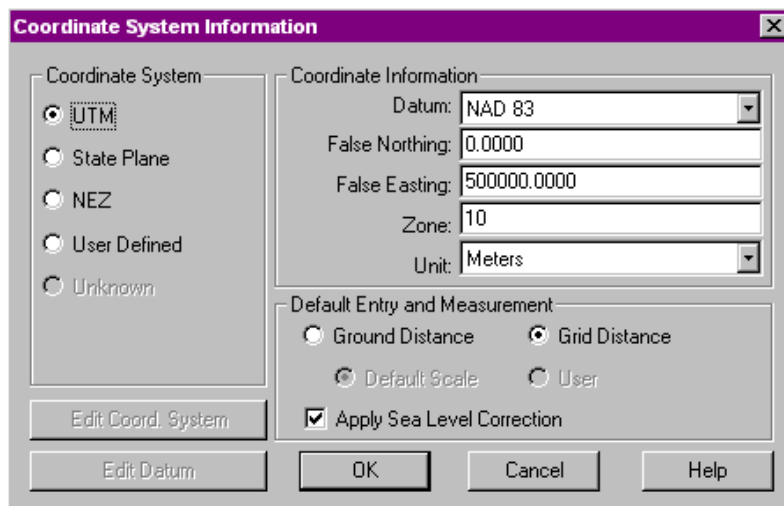 Coordinate System Information
Coordinate System
UTM
State Plane
NEZ
User Defined
Unknown
Edit Coord. System
Edit Datum
Coordinate Information
Datum: NAD 83
False Northing: 0.0000
False Easting: 500000.0000
Zone: 10
Unit: Meters
Default Entry and Measurement
Ground Distance Grid Distance
Default Scale User
Apply Sea Level Correction
OK Cancel Help